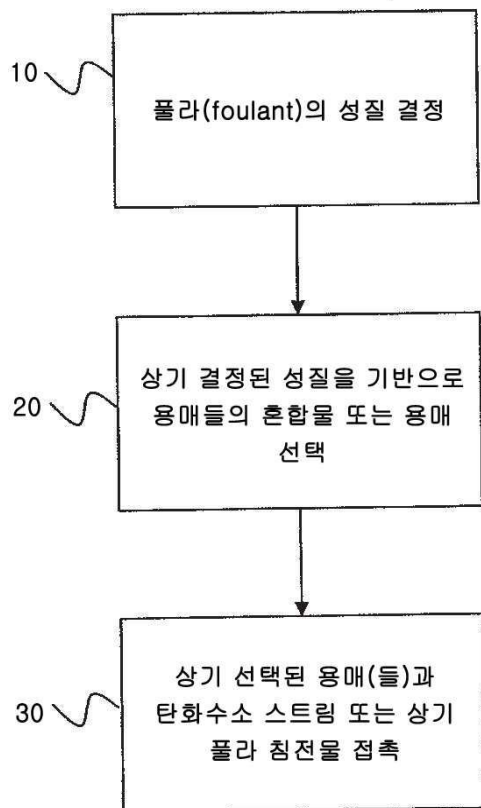 10
풀라(foulant)의 성질 결정
20
상기 결정된 성질을 기반으로
용매들의 혼합물 또는 용매
선택
30
상기 선택된 용매(들)과
탄화수소 스트림 또는 상기
풀라 침전물 접촉